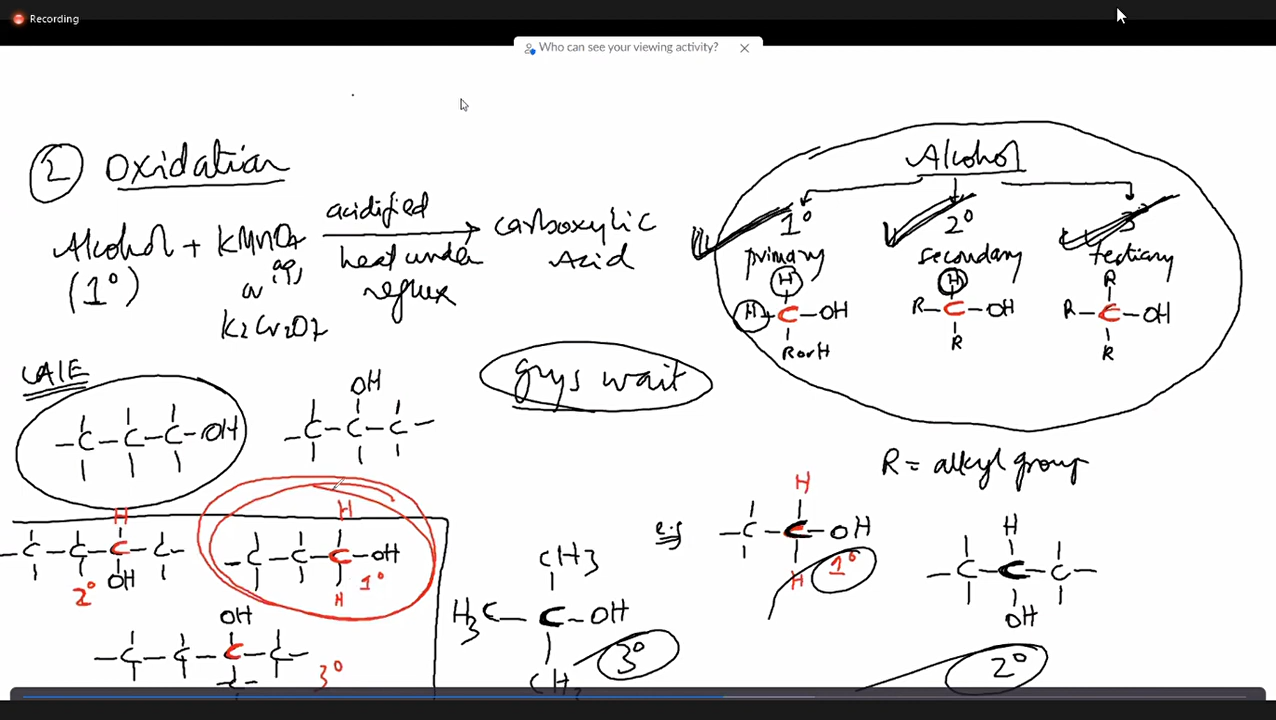 Recording
Who can see your viewing activity?
2 Oxidation
Alcohol + KMnO4 acidified heat under reflux carboxylic Acid
(1°) (aq)
or
K2Cr2O7
Alcohol
1° 2° 3°
primary secondary tertiary
H H R
H-C-OH R-C-OH R-C-OH
R or H R R
guys wait
OH
-C-C-C-OH -C-C-C-
R = alkyl group
H H
-C-C-C-C- -C-C-C-OH
OH H
2° 1°
OH
-C-C-C-C-
-C-
3°
CH3
H3C-C-OH
CH3
3°
e.g
H
-C-C-OH
H
1°
H
-C-C-C-
OH
2°